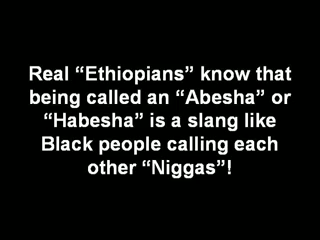 Real “Ethiopians” know that
being called an “Abesha” or
“Habesha” is a slang like
Black people calling each
other “Niggas”!